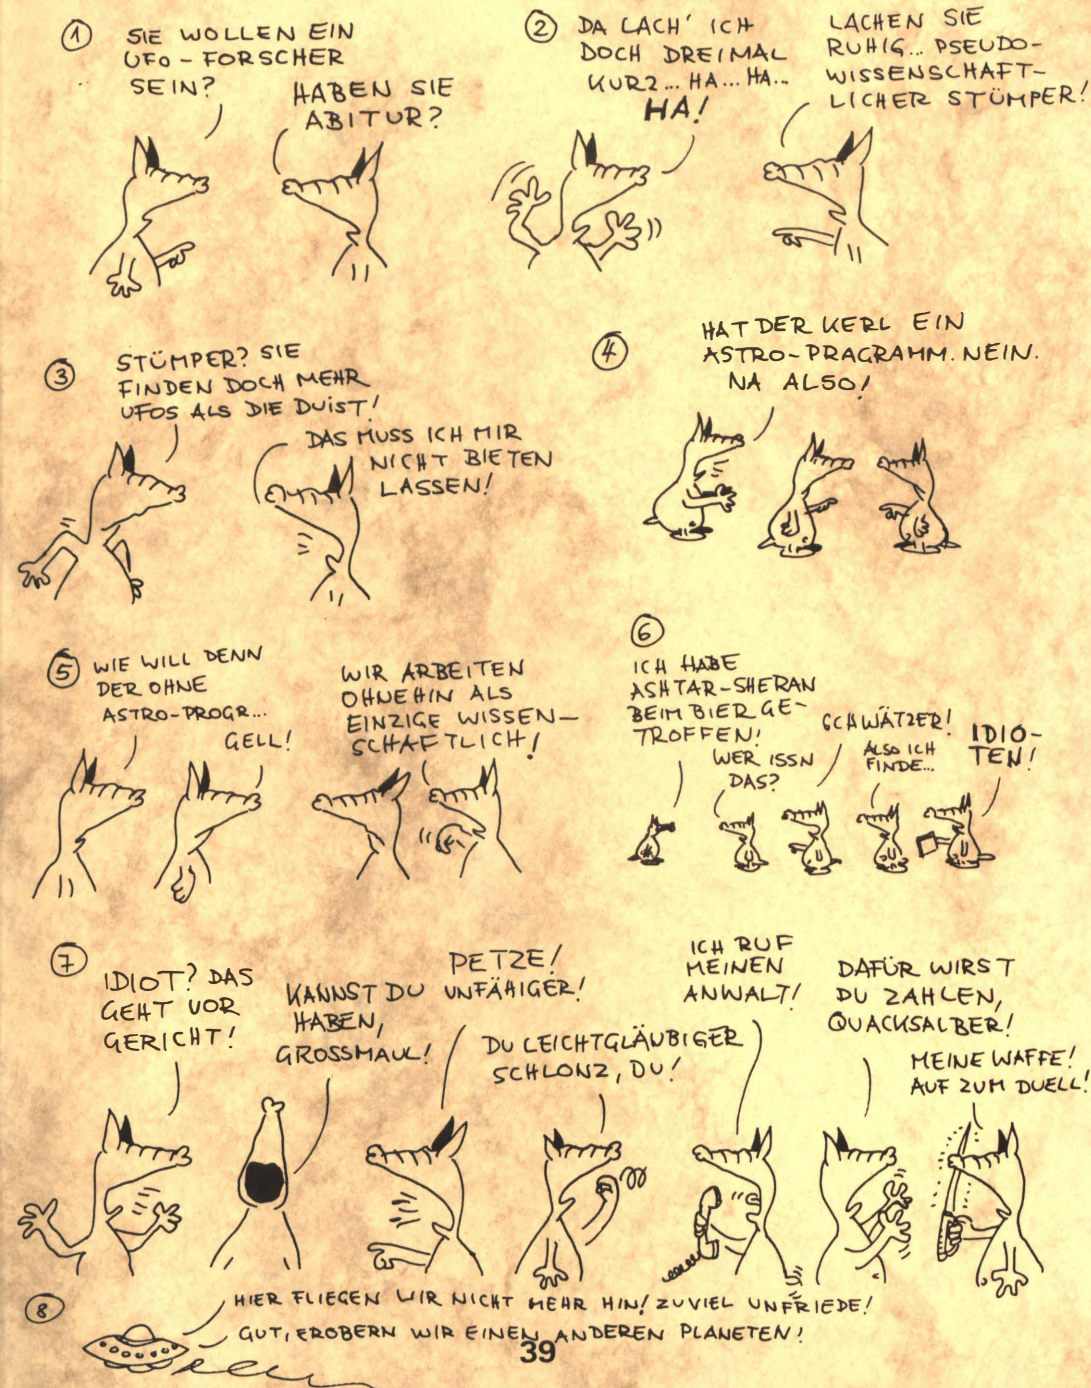 1
SIE WOLLEN EIN
UFO-FORSCHER
SEIN?
HABEN SIE
ABITUR?
2
DA LACH' ICH
DOCH DREIMAL
KURZ... HA... HA...
HA!
LACHEN SIE
RUHIG... PSEUDO-
WISSENSCHAFT-
LICHER STÜMPER!
3
STÜMPER? SIE
FINDEN DOCH MEHR
UFOS ALS DIE DUIST!
DAS MUSS ICH MIR
NICHT BIETEN
LASSEN!
4
HAT DER KERL EIN
ASTRO-PRAGRAMM. NEIN.
NA ALSO!
5
WIE WILL DENN
DER OHNE
ASTRO-PROGR...
GELL!
WIR ARBEITEN
OHNEHIN ALS
EINZIGE WISSEN-
SCHAFTLICH!
6
ICH HABE
ASHTAR-SHERAN
BEIM BIER GE-
TROFFEN!
WER ISSN
DAS?
SCHWÄTZER!
ALSO ICH
FINDE...
IDIO-
TEN!
7
IDIOT? DAS
GEHT VOR
GERICHT!
KANNST DU
HABEN,
GROSSMAUL!
PETZE!
UNFÄHIGER!
DU LEICHTGLÄUBIGER
SCHLONZ, DU!
ICH RUF
MEINEN
ANWALT!
DAFÜR WIRST
DU ZAHLEN,
QUACKSALBER!
MEINE WAFFE!
AUF ZUM DUELL!
8
HIER FLIEGEN WIR NICHT MEHR HIN! ZUVIEL UNFRIEDE!
GUT, EROBERN WIR EINEN ANDEREN PLANETEN!
39